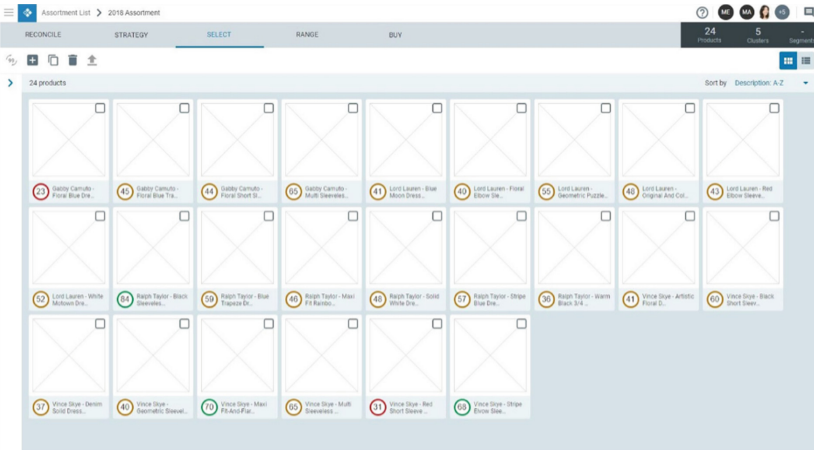 Assortment List > 2018 Assortment
ME MA +5
RECONCILE STRATEGY SELECT RANGE BUY
24 5 -
Products Clusters Segments
24 products
Sort by Description: A-Z
23 Gabby Camuto - Floral Blue Dre...
45 Gabby Camuto - Floral Blue Tra...
44 Gabby Camuto - Floral Short Sl...
65 Gabby Camuto - Multi Sleeveles...
41 Lord Lauren - Blue Moon Dress...
40 Lord Lauren - Floral Elbow Sle...
55 Lord Lauren - Geometric Puzzle...
48 Lord Lauren - Original And Col...
43 Lord Lauren - Red Elbow Sleeve...
52 Lord Lauren - White Motown Dre...
84 Ralph Taylor - Black Sleeveles...
59 Ralph Taylor - Blue Trapeze Dr...
46 Ralph Taylor - Maxi Fit Rainbo...
48 Ralph Taylor - Solid White Dre...
57 Ralph Taylor - Stripe Blue Dre...
36 Ralph Taylor - Warm Black 3/4 ...
41 Vince Skye - Artistic Floral D...
60 Vince Skye - Black Short Sleev...
37 Vince Skye - Denim Solid Dress...
40 Vince Skye - Geometric Sleevel...
70 Vince Skye - Maxi Fit-And-Flar...
65 Vince Skye - Multi Sleeveless ...
31 Vince Skye - Red Short Sleeve ...
68 Vince Skye - Stripe Elbow Slee...